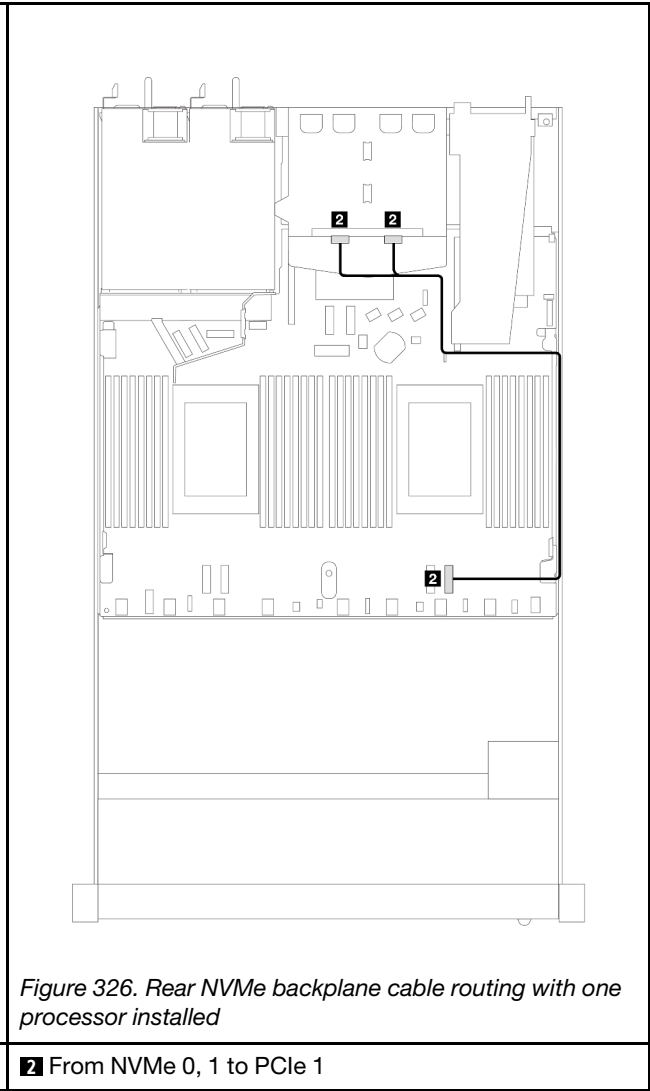 2 2
2
Figure 326. Rear NVMe backplane cable routing with one
processor installed
2 From NVMe 0, 1 to PCIe 1